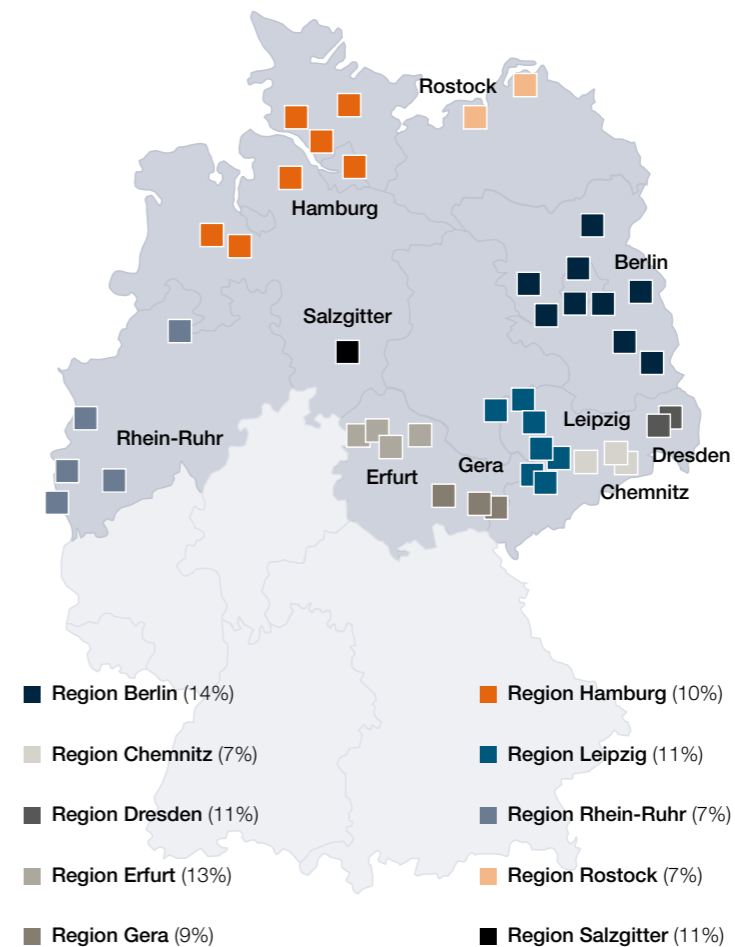 Rostock
Hamburg
Berlin
Salzgitter
Rhein-Ruhr
Leipzig
Dresden
Gera
Erfurt
Chemnitz
Region Berlin (14%)
Region Chemnitz (7%)
Region Dresden (11%)
Region Erfurt (13%)
Region Gera (9%)
Region Hamburg (10%)
Region Leipzig (11%)
Region Rhein-Ruhr (7%)
Region Rostock (7%)
Region Salzgitter (11%)